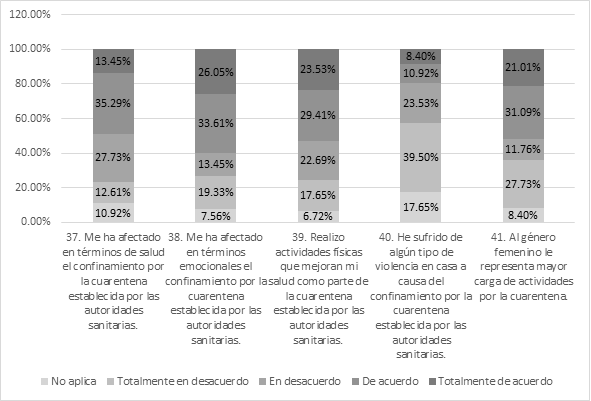 120.00%
100.00%
80.00%
60.00%
40.00%
20.00%
0.00%
13.45%
35.29%
27.73%
12.61%
10.92%
26.05%
33.61%
13.45%
19.33%
7.56%
23.53%
29.41%
22.69%
17.65%
6.72%
8.40%
10.92%
23.53%
39.50%
17.65%
21.01%
31.09%
11.76%
27.73%
8.40%
37. Me ha afectado
en términos de salud
el confinamiento por
la cuarentena
establecida por las
autoridades
sanitarias.
38. Me ha afectado
en términos
emocionales el
confinamiento por la
cuarentena
establecida por las
autoridades
sanitarias.
39. Realizo
actividades físicas
que mejoran mi
salud como parte de
la cuarentena
establecida por las
autoridades
sanitarias.
40. He sufrido de
algún tipo de
violencia en casa a
causa del
confinamiento por la
cuarentena
establecida por las
autoridades
sanitarias.
41. Al género
femenino le
representa mayor
carga de actividades
por la cuarentena.
No aplica
Totalmente en desacuerdo
En desacuerdo
De acuerdo
Totalmente de acuerdo